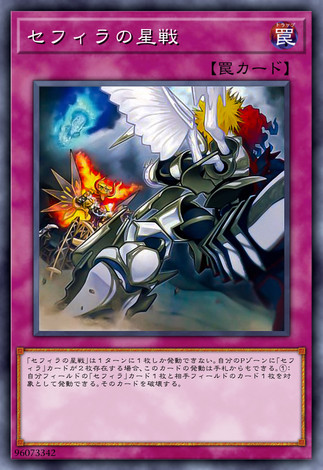 セフィラの星戦
トラップ
罠
【罠カード】
「セフィラの星戦」は1ターンに1枚しか発動できない。自分のPゾーンに「セフ
ィラ」カードが2枚存在する場合、このカードの発動は手札からもできる。①:
自分フィールドの「セフィラ」カード1枚と相手フィールドのカード1枚を対
象として発動できる。そのカードを破壊する。
96073342